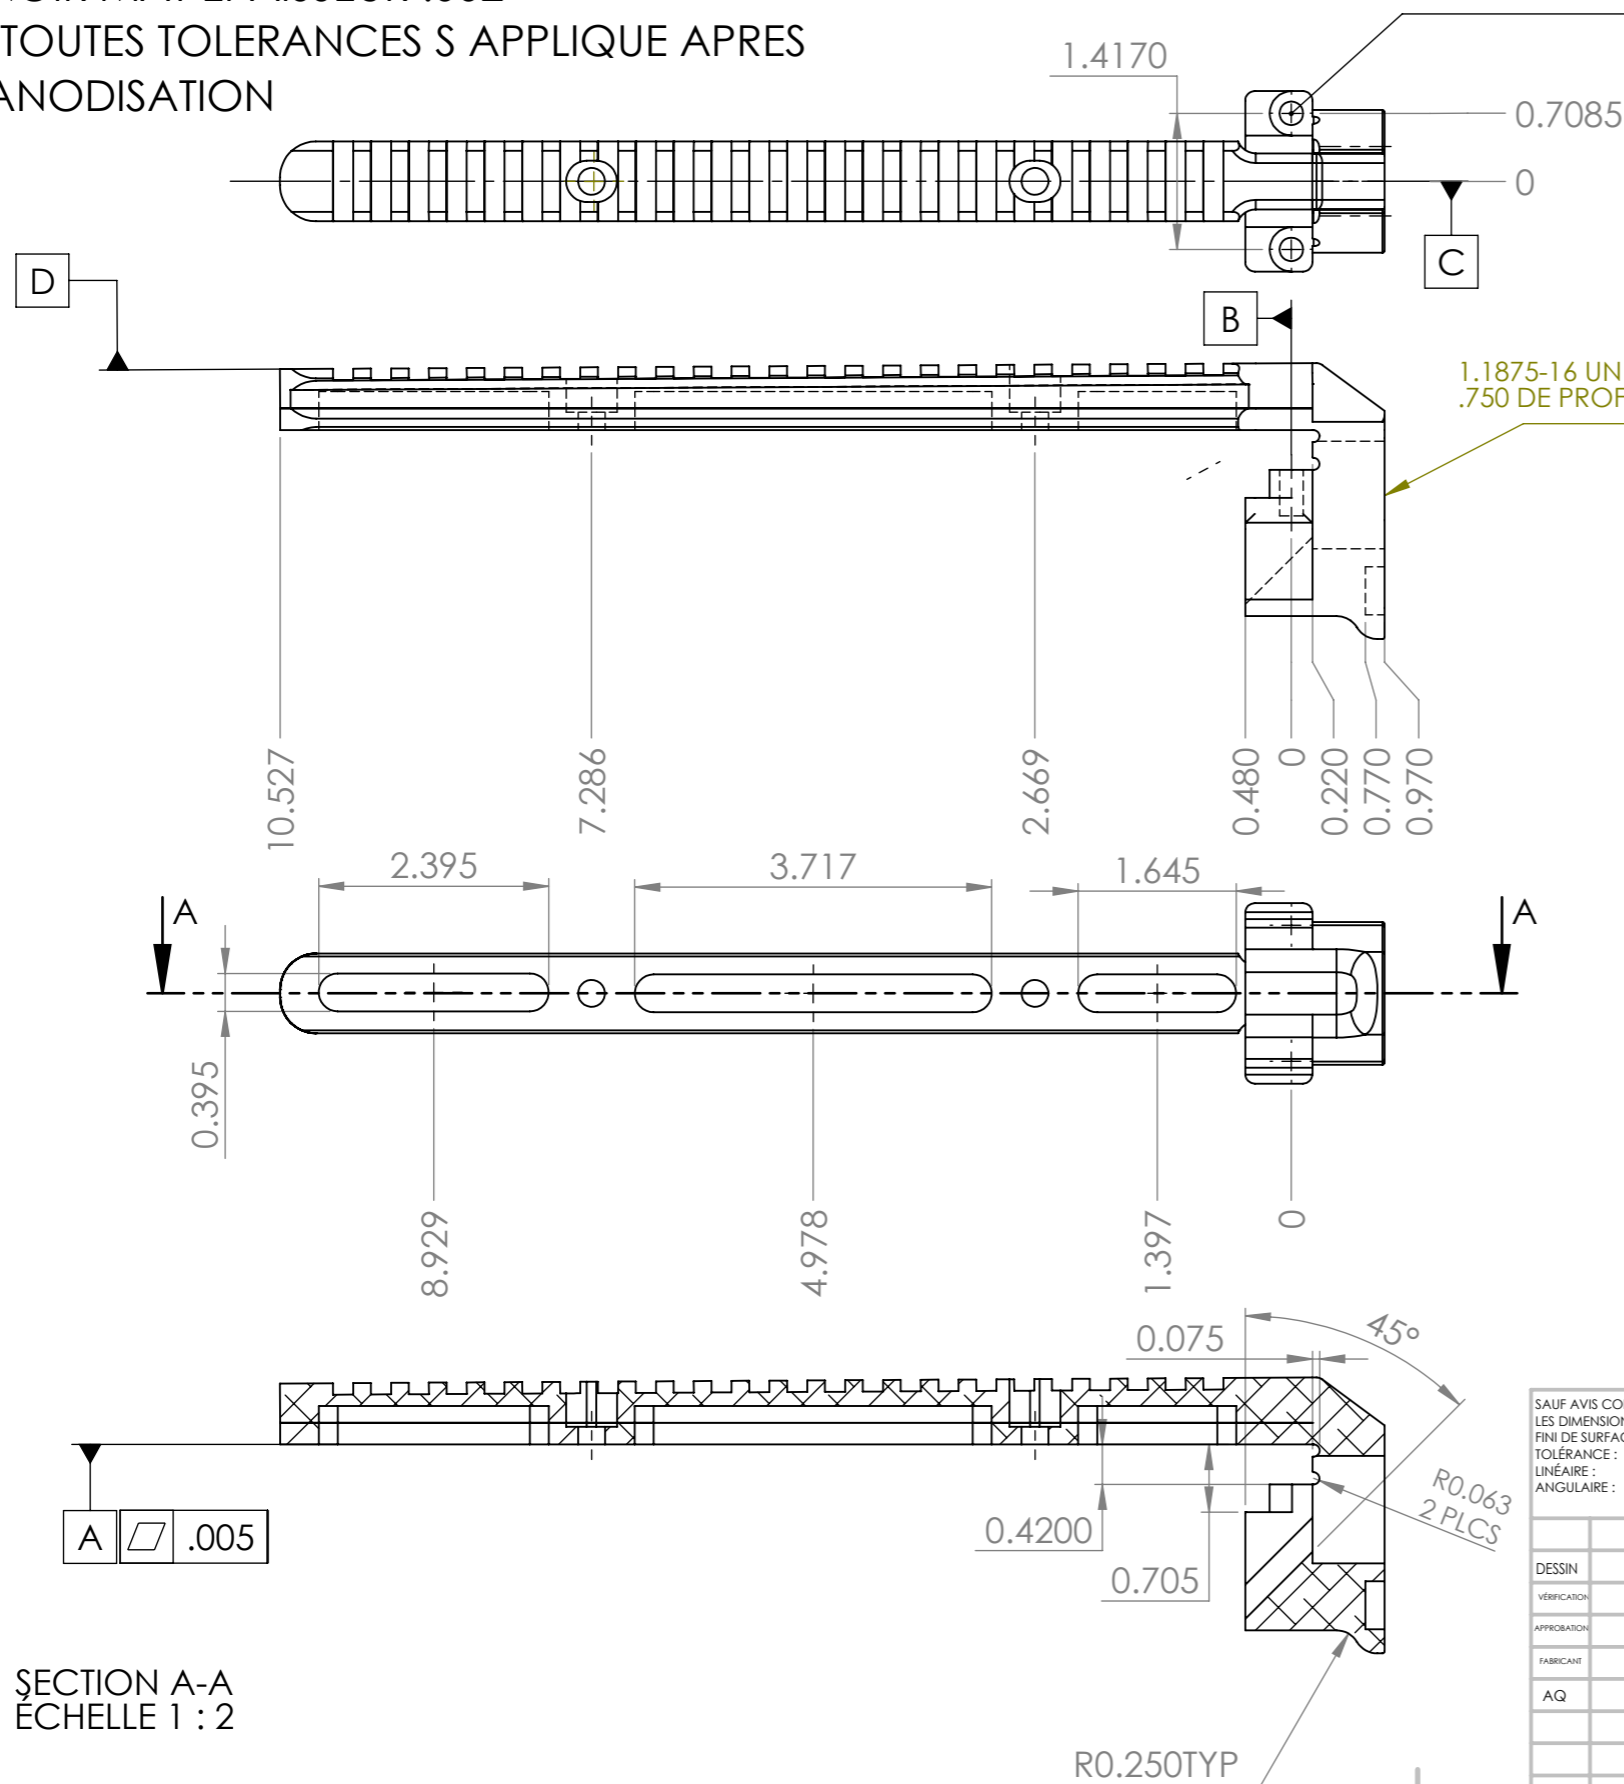 TOUTES TOLERANCES S APPLIQUE APRES
ANODISATION
1.4170
0.7085
0
C
D
B
1.1875-16 UN
.750 DE PROF
10.527
7.286
2.669
0.480
0
0.220
0.770
0.970
2.395
3.717
1.645
A
A
0.395
8.929
4.978
1.397
0
0.075
45°
R0.063
2 PLCS
0.4200
0.705
A .005
SECTION A-A
ÉCHELLE 1 : 2
R0.250TYP
SAUF AVIS CO
LES DIMENSION
FINI DE SURFAC
TOLÉRANCE :
LINÉAIRE :
ANGULAIRE :
DESSIN
VÉRIFICATION
APPROBATION
FABRICANT
AQ